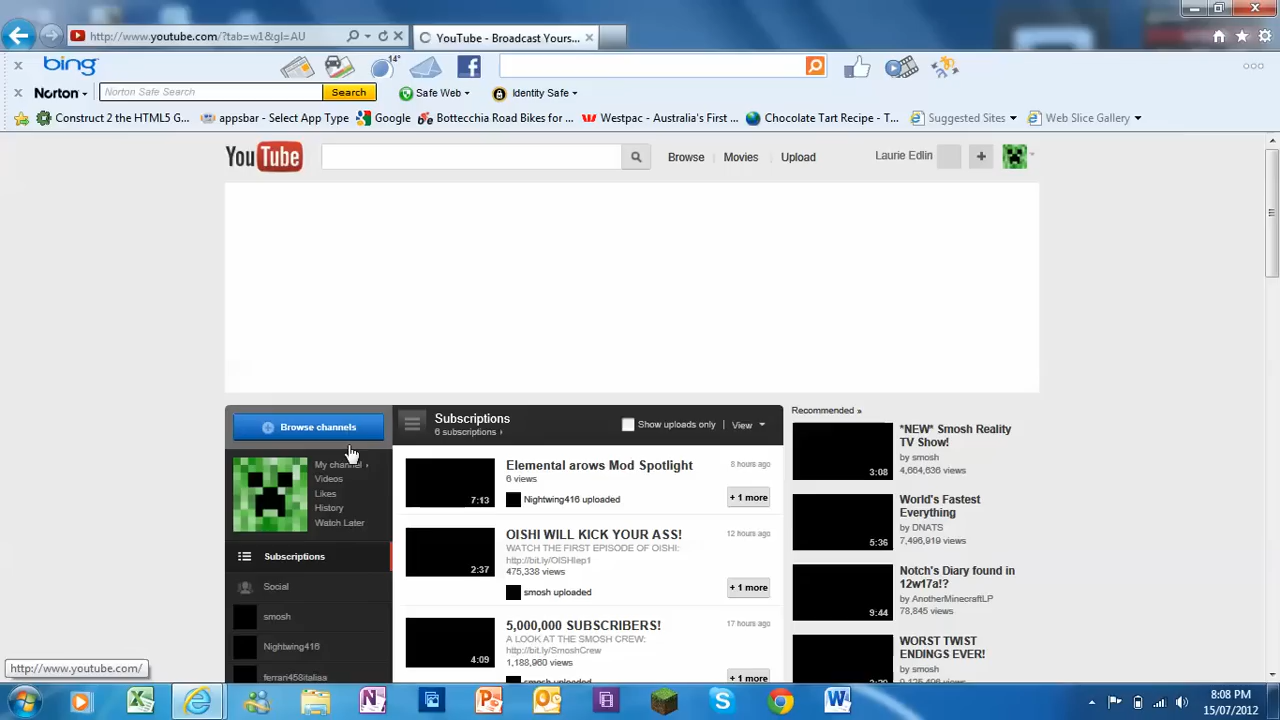 http://www.youtube.com/?tab=w1&gl=AU
YouTube - Broadcast Yours...
bing
14°
Norton
Norton Safe Search
Search
Safe Web
Identity Safe
Construct 2 the HTML5 G...
appsbar - Select App Type
Google
Bottecchia Road Bikes for ...
Westpac - Australia's First ...
Chocolate Tart Recipe - T...
Suggested Sites
Web Slice Gallery
YouTube
Browse
Movies
Upload
Laurie Edlin
Browse channels
My channel ›
Videos
Likes
History
Watch Later
Subscriptions
Social
smosh
Nightwing416
ferrari458italiaa
Subscriptions
6 subscriptions ›
Show uploads only
View
Elemental arows Mod Spotlight
8 hours ago
6 views
7:13
Nightwing416 uploaded
+ 1 more
OISHI WILL KICK YOUR ASS!
12 hours ago
WATCH THE FIRST EPISODE OF OISHI:
http://bit.ly/OISHIep1
475,338 views
2:37
smosh uploaded
+ 1 more
5,000,000 SUBSCRIBERS!
17 hours ago
A LOOK AT THE SMOSH CREW:
http://bit.ly/SmoshCrew
1,188,960 views
4:09
smosh uploaded
+ 1 more
Recommended »
*NEW* Smosh Reality
TV Show!
by smosh
4,664,636 views
3:08
World's Fastest
Everything
by DNATS
7,496,919 views
5:36
Notch's Diary found in
12w17a!?
by AnotherMinecraftLP
78,845 views
9:44
WORST TWIST
ENDINGS EVER!
by smosh
http://www.youtube.com/
8:08 PM
15/07/2012